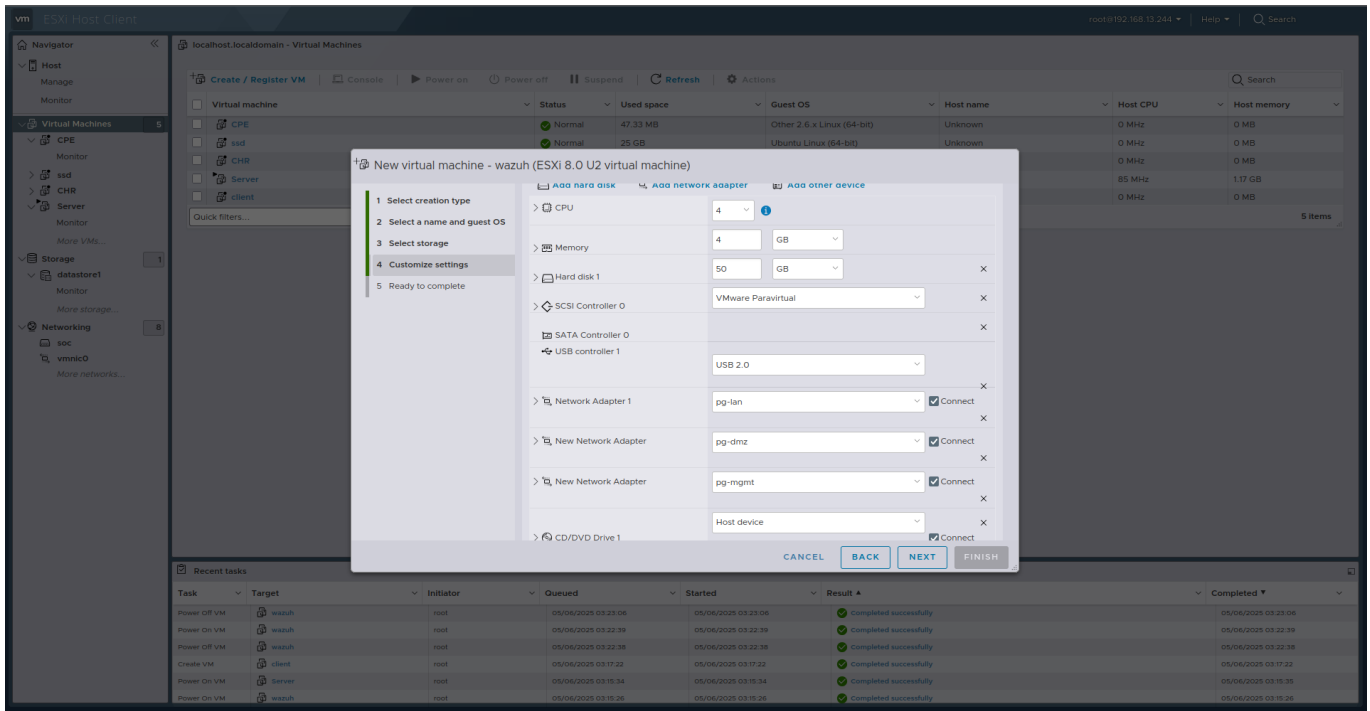 vm ESXi Host Client root@192.168.13.244 Help Search
Navigator
Host
Manage
Monitor
Virtual Machines 5
CPE
Monitor
ssd
CHR
Server
Monitor
More VMs...
Storage 1
datastore1
Monitor
More storage...
Networking 8
soc
vmnic0
More networks...
localhost.localdomain - Virtual Machines
Create / Register VM Console Power on Power off Suspend Refresh Actions Search
Virtual machine Status Used space Guest OS Host name Host CPU Host memory
CPE Normal 47.33 MB Other 2.6.x Linux (64-bit) Unknown 0 MHz 0 MB
ssd Normal 25 GB Ubuntu Linux (64-bit) Unknown 0 MHz 0 MB
CHR 0 MHz 0 MB
Server 85 MHz 1.17 GB
client 0 MHz 0 MB
Quick filters... 5 items
New virtual machine - wazuh (ESXi 8.0 U2 virtual machine)
1 Select creation type
2 Select a name and guest OS
3 Select storage
4 Customize settings
5 Ready to complete
Add hard disk Add network adapter Add other device
CPU 4
Memory 4 GB
Hard disk 1 50 GB
SCSI Controller 0 VMware Paravirtual
SATA Controller 0
USB controller 1 USB 2.0
Network Adapter 1 pg-lan Connect
New Network Adapter pg-dmz Connect
New Network Adapter pg-mgmt Connect
Host device
CD/DVD Drive 1 Connect
CANCEL BACK NEXT FINISH
Recent tasks
Task Target Initiator Queued Started Result Completed
Power Off VM wazuh root 05/06/2025 03:23:06 05/06/2025 03:23:06 Completed successfully 05/06/2025 03:23:06
Power On VM wazuh root 05/06/2025 03:22:39 05/06/2025 03:22:39 Completed successfully 05/06/2025 03:22:39
Power Off VM wazuh root 05/06/2025 03:22:38 05/06/2025 03:22:38 Completed successfully 05/06/2025 03:22:38
Create VM client root 05/06/2025 03:17:22 05/06/2025 03:17:22 Completed successfully 05/06/2025 03:17:22
Power On VM Server root 05/06/2025 03:15:34 05/06/2025 03:15:34 Completed successfully 05/06/2025 03:15:35
Power On VM wazuh root 05/06/2025 03:15:26 05/06/2025 03:15:26 Completed successfully 05/06/2025 03:15:26